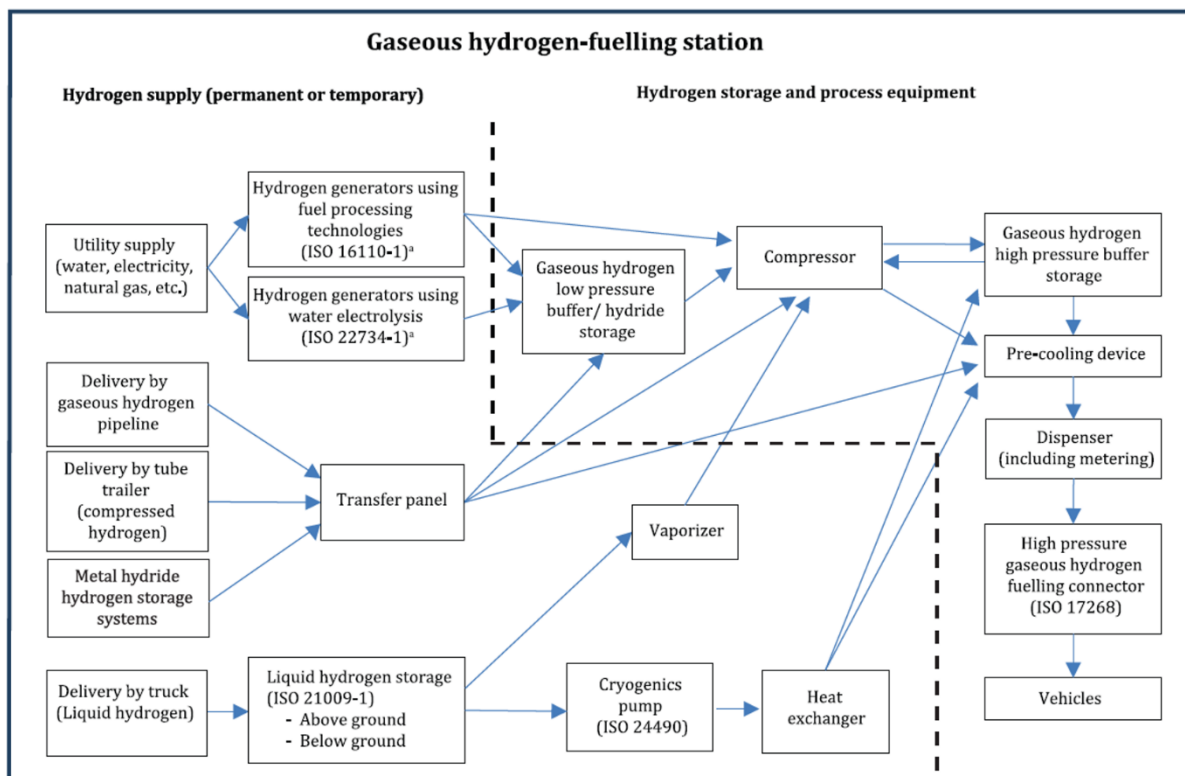 Gaseous hydrogen-fuelling station
Hydrogen supply (permanent or temporary)
Hydrogen storage and process equipment
Utility supply
(water, electricity,
natural gas, etc.)
Hydrogen generators using
fuel processing
technologies
(ISO 16110-1)ᵃ
Hydrogen generators using
water electrolysis
(ISO 22734-1)ᵃ
Gaseous hydrogen
low pressure
buffer/ hydride
storage
Compressor
Gaseous hydrogen
high pressure buffer
storage
Pre-cooling device
Delivery by
gaseous hydrogen
pipeline
Delivery by tube
trailer
(compressed
hydrogen)
Metal hydride
hydrogen storage
systems
Transfer panel
Vaporizer
Dispenser
(including metering)
High pressure
gaseous hydrogen
fuelling connector
(ISO 17268)
Delivery by truck
(Liquid hydrogen)
Liquid hydrogen storage
(ISO 21009-1)
- Above ground
- Below ground
Cryogenics
pump
(ISO 24490)
Heat
exchanger
Vehicles